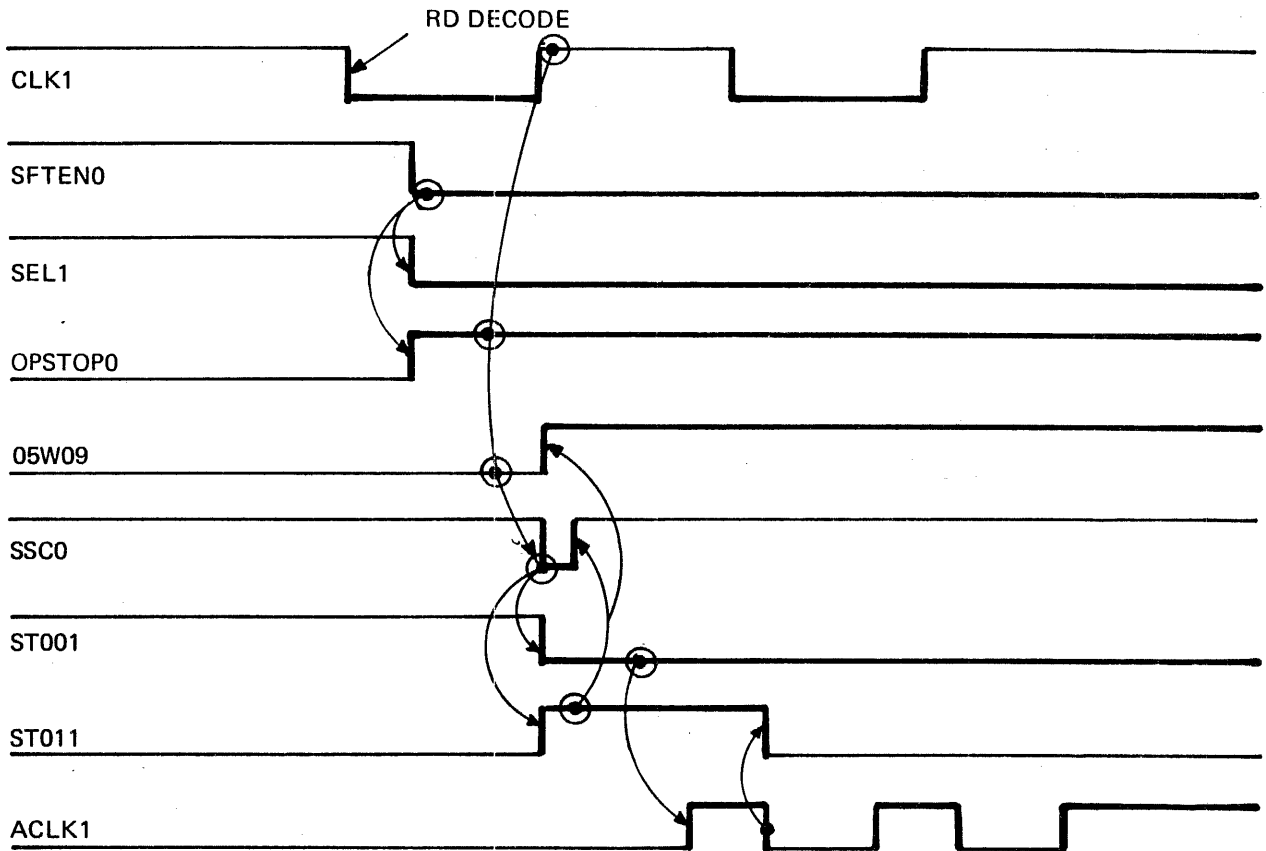 RD DECODE
CLK1
SFTEN0
SEL1
OPSTOP0
05W09
SSC0
ST001
ST011
ACLK1